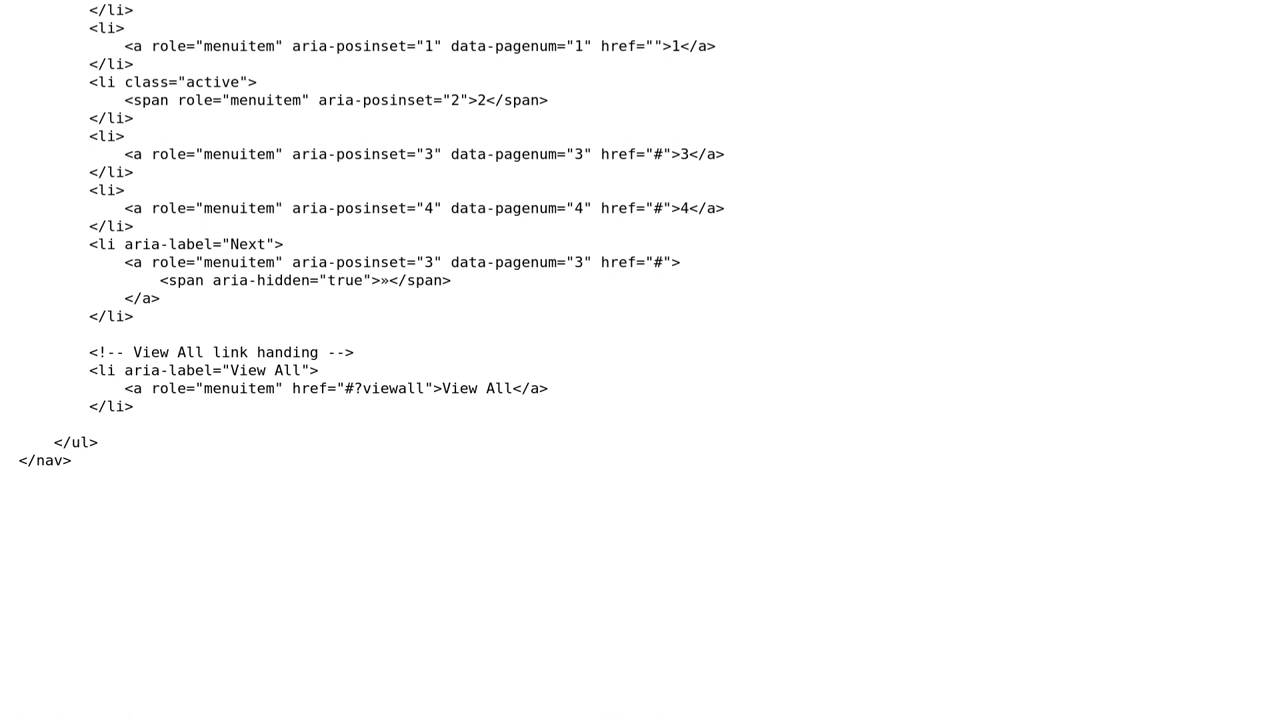 </li>
        <li>
            <a role="menuitem" aria-posinset="1" data-pagenum="1" href="">1</a>
        </li>
        <li class="active">
            <span role="menuitem" aria-posinset="2">2</span>
        </li>
        <li>
            <a role="menuitem" aria-posinset="3" data-pagenum="3" href="#">3</a>
        </li>
        <li>
            <a role="menuitem" aria-posinset="4" data-pagenum="4" href="#">4</a>
        </li>
        <li aria-label="Next">
            <a role="menuitem" aria-posinset="3" data-pagenum="3" href="#">
                <span aria-hidden="true">»</span>
            </a>
        </li>

        <!-- View All link handing -->
        <li aria-label="View All">
            <a role="menuitem" href="#?viewall">View All</a>
        </li>

    </ul>
</nav>